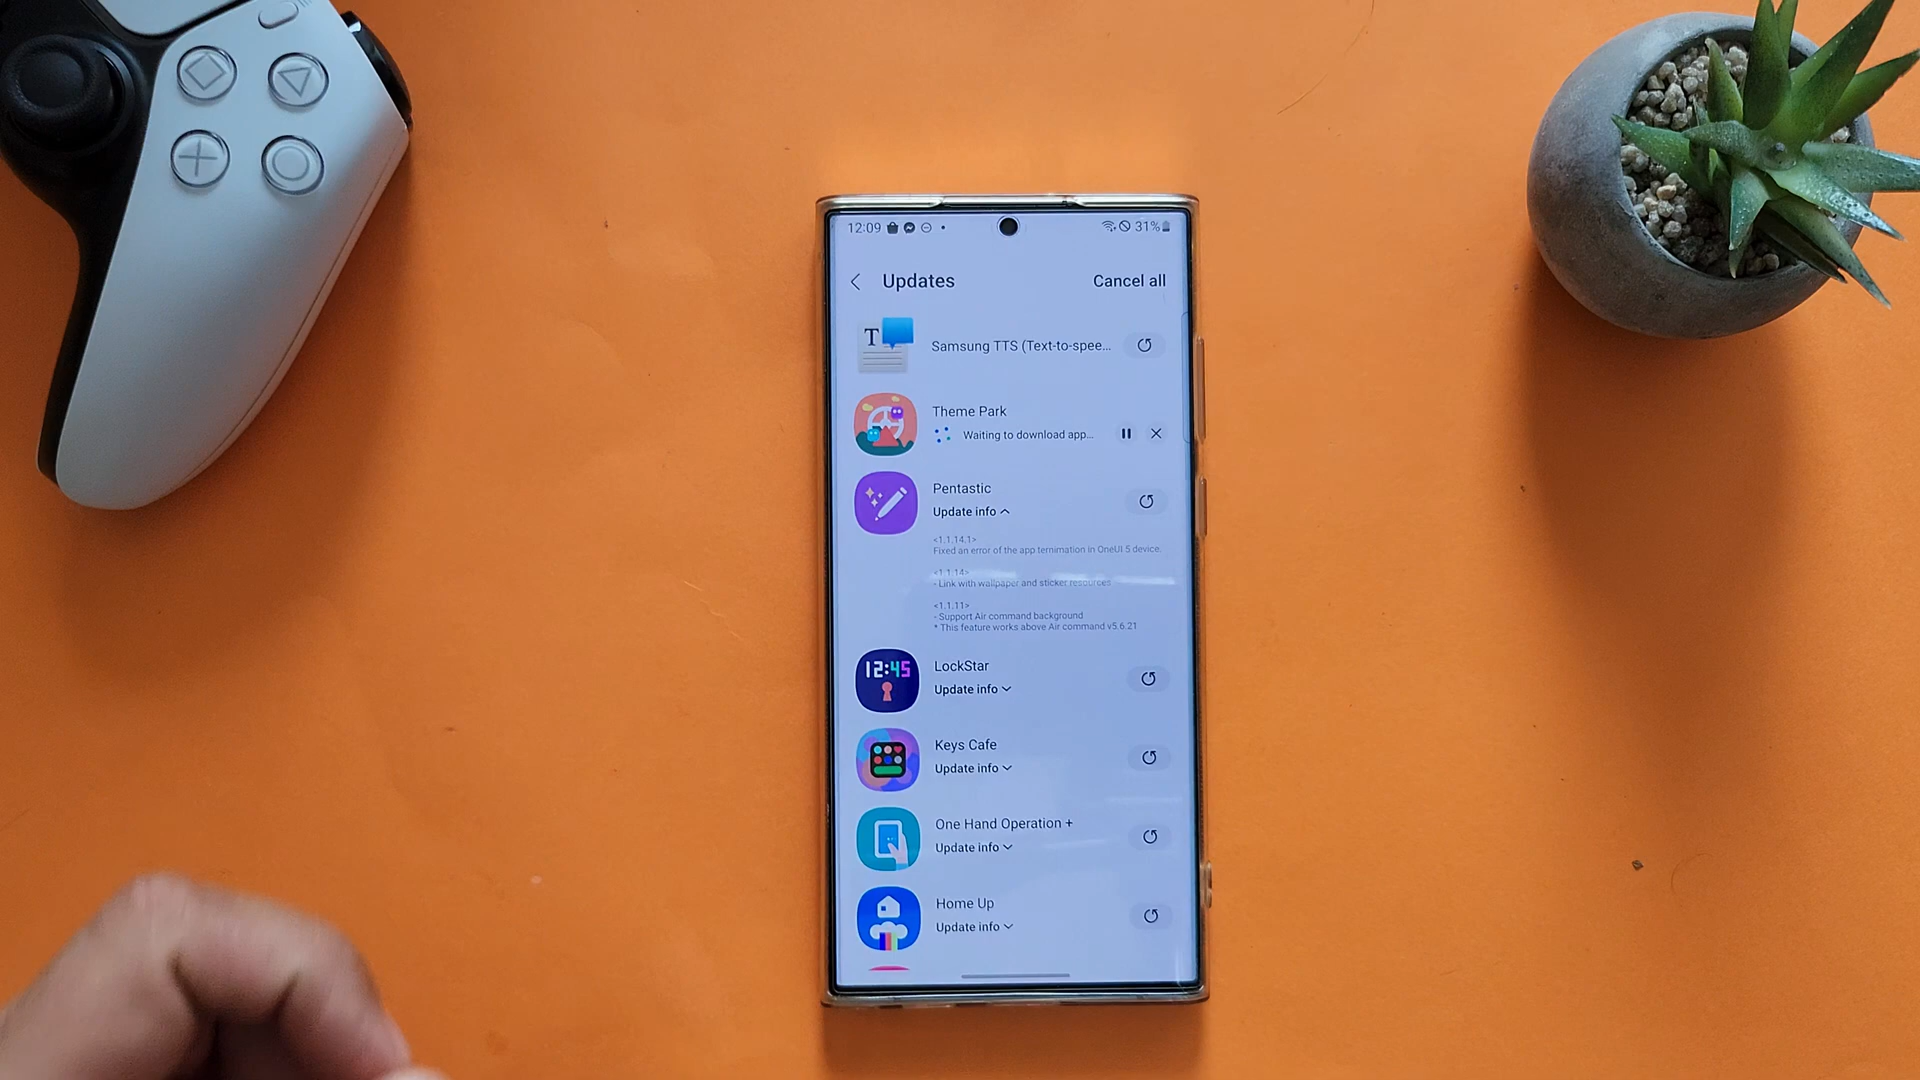 12:09
31%
Updates
Cancel all
T
Samsung TTS (Text-to-spee...
Theme Park
Waiting to download app...
Pentastic
Update info
<1.1.14.1>
Fixed an error of the app ternimation in OneUI 5 device.
<1.1.14>
- Link with wallpaper and sticker resources
<1.1.11>
- Support Air command background
* This feature works above Air command v5.6.21
12:45
LockStar
Update info
Keys Cafe
Update info
One Hand Operation +
Update info
Home Up
Update info